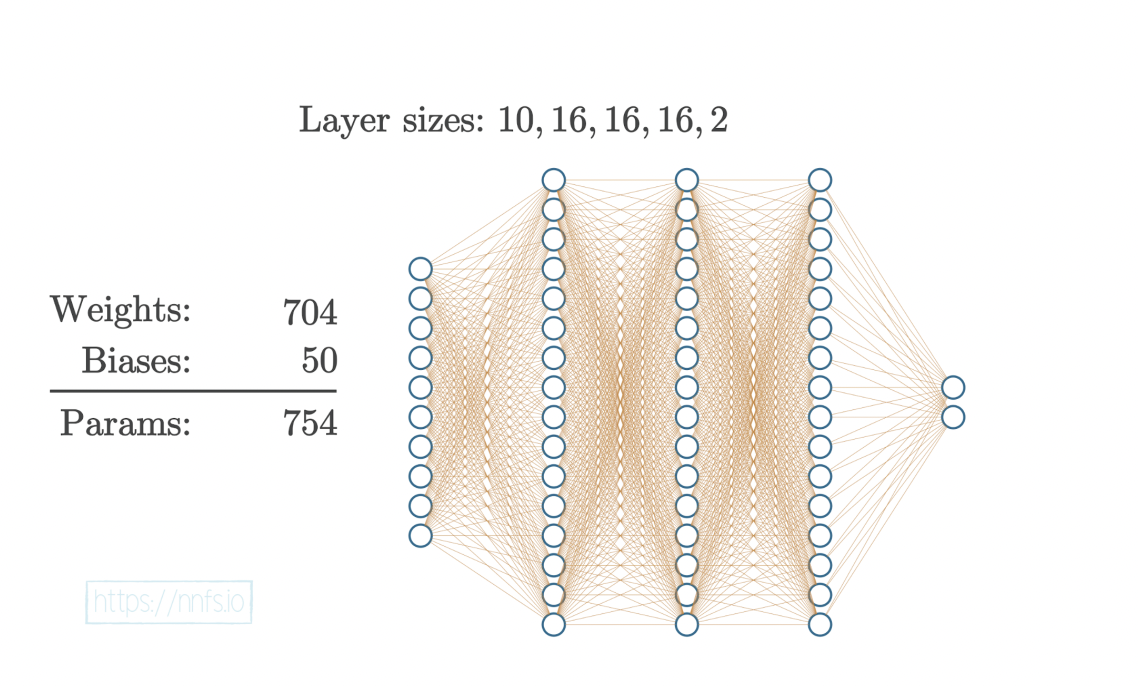 Layer sizes: 10, 16, 16, 16, 2
Weights: 704
Biases: 50
Params: 754
https://nnfs.io